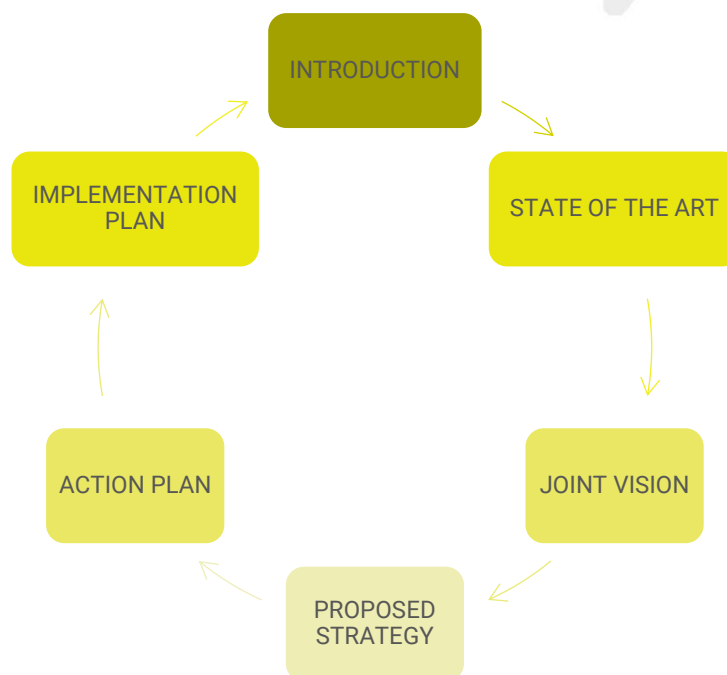 INTRODUCTION
STATE OF THE ART
JOINT VISION
PROPOSED
STRATEGY
ACTION PLAN
IMPLEMENTATION
PLAN